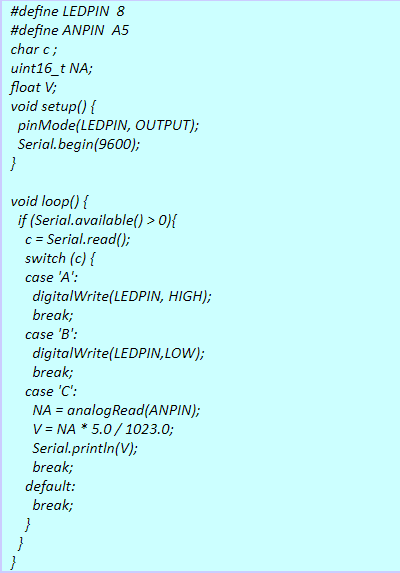 #define LEDPIN  8
#define ANPIN  A5
char c ;
uint16_t NA;
float V;
void setup() {
  pinMode(LEDPIN, OUTPUT);
  Serial.begin(9600);
}

void loop() {
  if (Serial.available() > 0){
    c = Serial.read();
    switch (c) {
    case 'A':
      digitalWrite(LEDPIN, HIGH);
      break;
    case 'B':
      digitalWrite(LEDPIN,LOW);
      break;
    case 'C':
      NA = analogRead(ANPIN);
      V = NA * 5.0 / 1023.0;
      Serial.println(V);
      break;
    default:
      break;
    }
  }
}